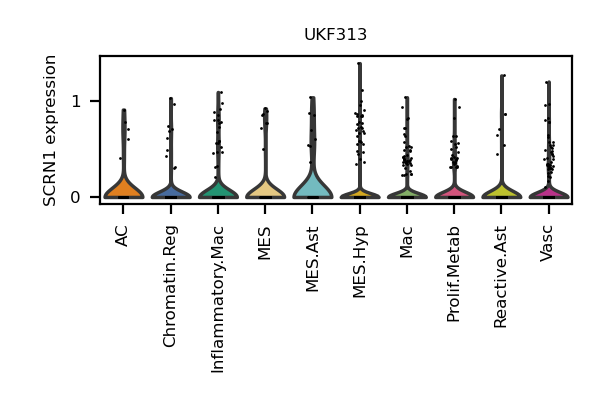 UKF313
SCRN1 expression
1
0
AC
Chromatin.Reg
Inflammatory.Mac
MES
MES.Ast
MES.Hyp
Mac
Prolif.Metab
Reactive.Ast
Vasc